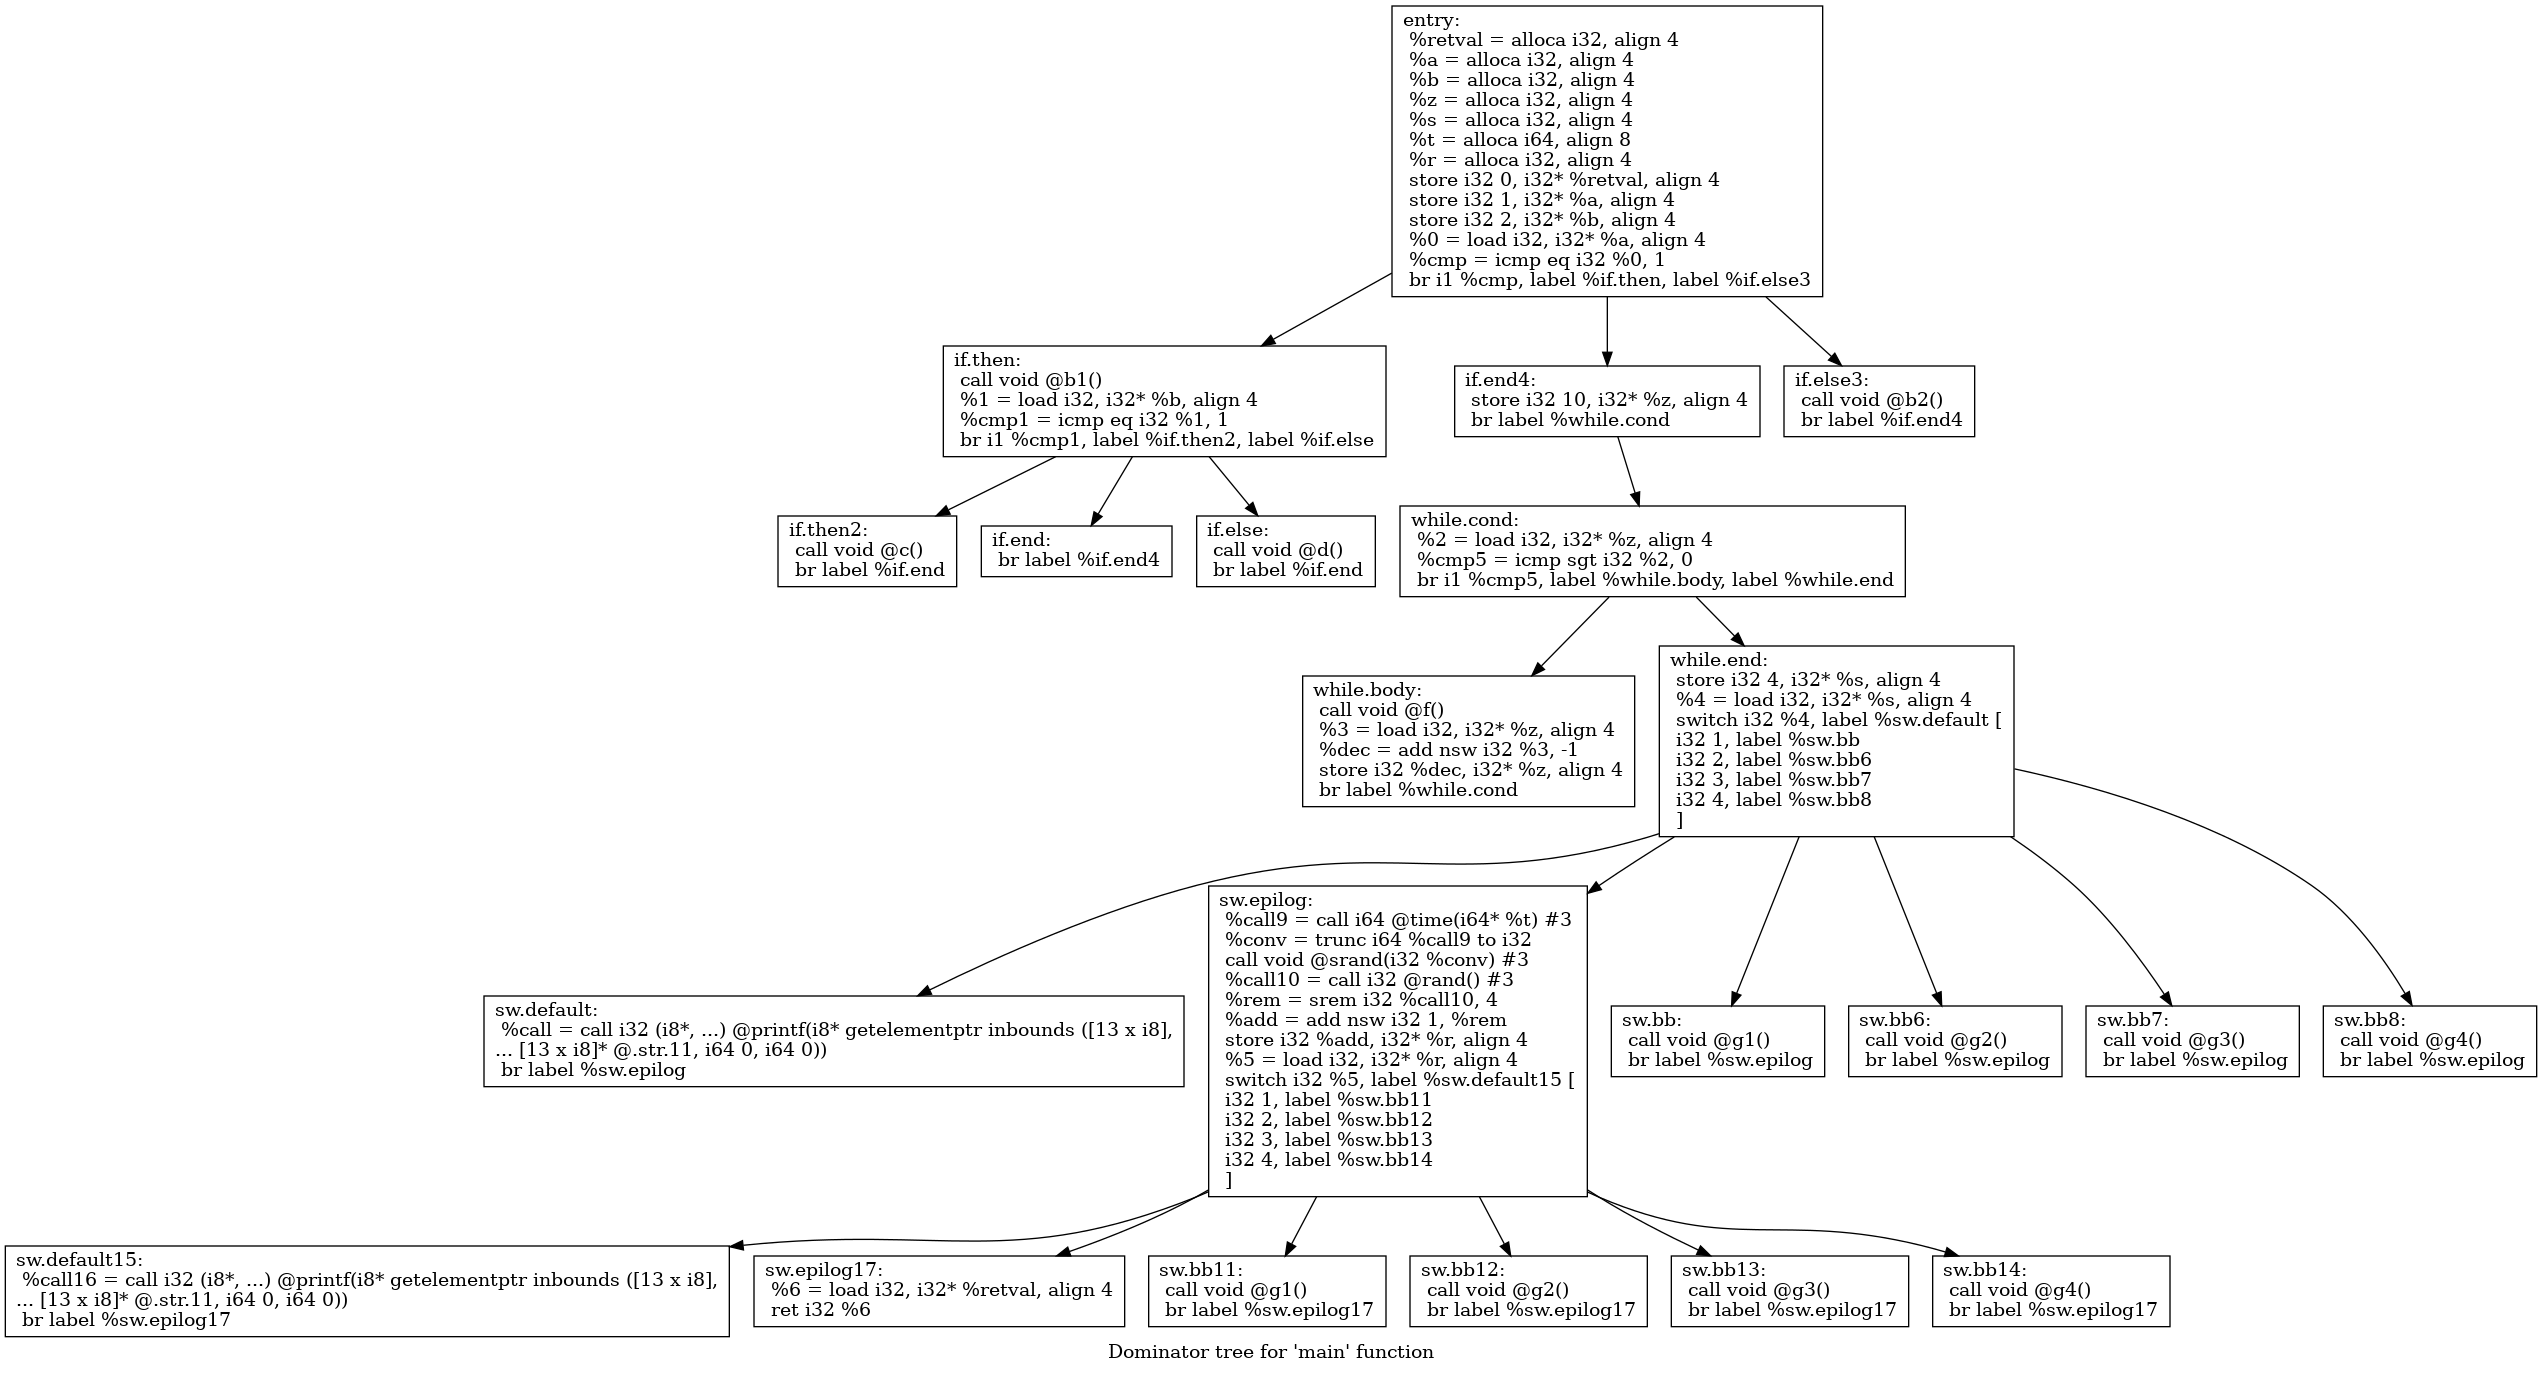 entry:
%retval = alloca i32, align 4
%a = alloca i32, align 4
%b = alloca i32, align 4
%z = alloca i32, align 4
%s = alloca i32, align 4
%t = alloca i64, align 8
%r = alloca i32, align 4
store i32 0, i32* %retval, align 4
store i32 1, i32* %a, align 4
store i32 2, i32* %b, align 4
%0 = load i32, i32* %a, align 4
%cmp = icmp eq i32 %0, 1
br i1 %cmp, label %if.then, label %if.else3
if.then:
call void @b1()
%1 = load i32, i32* %b, align 4
%cmp1 = icmp eq i32 %1, 1
br i1 %cmp1, label %if.then2, label %if.else
if.end4:
store i32 10, i32* %z, align 4
br label %while.cond
if.else3:
call void @b2()
br label %if.end4
if.then2:
call void @c()
br label %if.end
if.end:
br label %if.end4
if.else:
call void @d()
br label %if.end
while.cond:
%2 = load i32, i32* %z, align 4
%cmp5 = icmp sgt i32 %2, 0
br i1 %cmp5, label %while.body, label %while.end
while.body:
call void @f()
%3 = load i32, i32* %z, align 4
%dec = add nsw i32 %3, -1
store i32 %dec, i32* %z, align 4
br label %while.cond
while.end:
store i32 4, i32* %s, align 4
%4 = load i32, i32* %s, align 4
switch i32 %4, label %sw.default [
i32 1, label %sw.bb
i32 2, label %sw.bb6
i32 3, label %sw.bb7
i32 4, label %sw.bb8
]
sw.default:
%call = call i32 (i8*, ...) @printf(i8* getelementptr inbounds ([13 x i8],
... [13 x i8]* @.str.11, i64 0, i64 0))
br label %sw.epilog
sw.epilog:
%call9 = call i64 @time(i64* %t) #3
%conv = trunc i64 %call9 to i32
call void @srand(i32 %conv) #3
%call10 = call i32 @rand() #3
%rem = srem i32 %call10, 4
%add = add nsw i32 1, %rem
store i32 %add, i32* %r, align 4
%5 = load i32, i32* %r, align 4
switch i32 %5, label %sw.default15 [
i32 1, label %sw.bb11
i32 2, label %sw.bb12
i32 3, label %sw.bb13
i32 4, label %sw.bb14
]
sw.bb:
call void @g1()
br label %sw.epilog
sw.bb6:
call void @g2()
br label %sw.epilog
sw.bb7:
call void @g3()
br label %sw.epilog
sw.bb8:
call void @g4()
br label %sw.epilog
sw.default15:
%call16 = call i32 (i8*, ...) @printf(i8* getelementptr inbounds ([13 x i8],
... [13 x i8]* @.str.11, i64 0, i64 0))
br label %sw.epilog17
sw.epilog17:
%6 = load i32, i32* %retval, align 4
ret i32 %6
sw.bb11:
call void @g1()
br label %sw.epilog17
sw.bb12:
call void @g2()
br label %sw.epilog17
sw.bb13:
call void @g3()
br label %sw.epilog17
sw.bb14:
call void @g4()
br label %sw.epilog17
Dominator tree for 'main' function